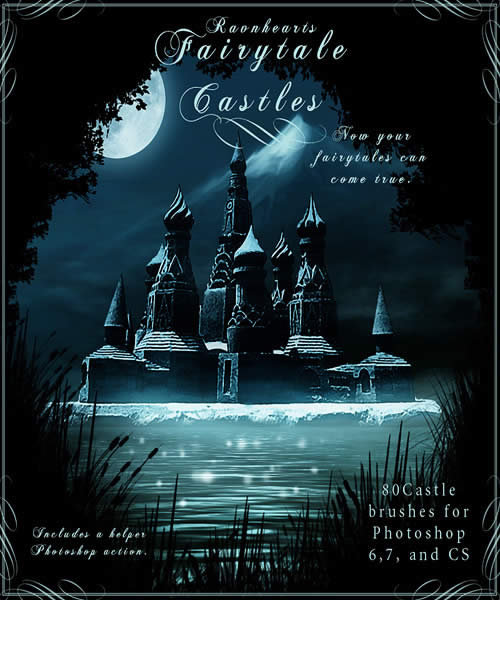 Ravnhearts
Fairytale
Castles
Now your
fairytales can
come true.
80Castle
brushes for
Photoshop
6,7, and CS
Includes a helper
Photoshop action.